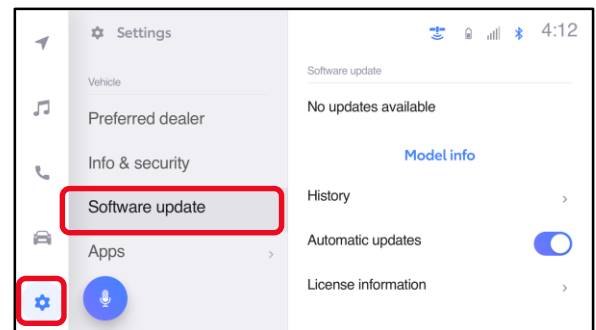 Settings
4:12
Vehicle
Preferred dealer
Info & security
Software update
Apps
Software update
No updates available
Model info
History
Automatic updates
License information